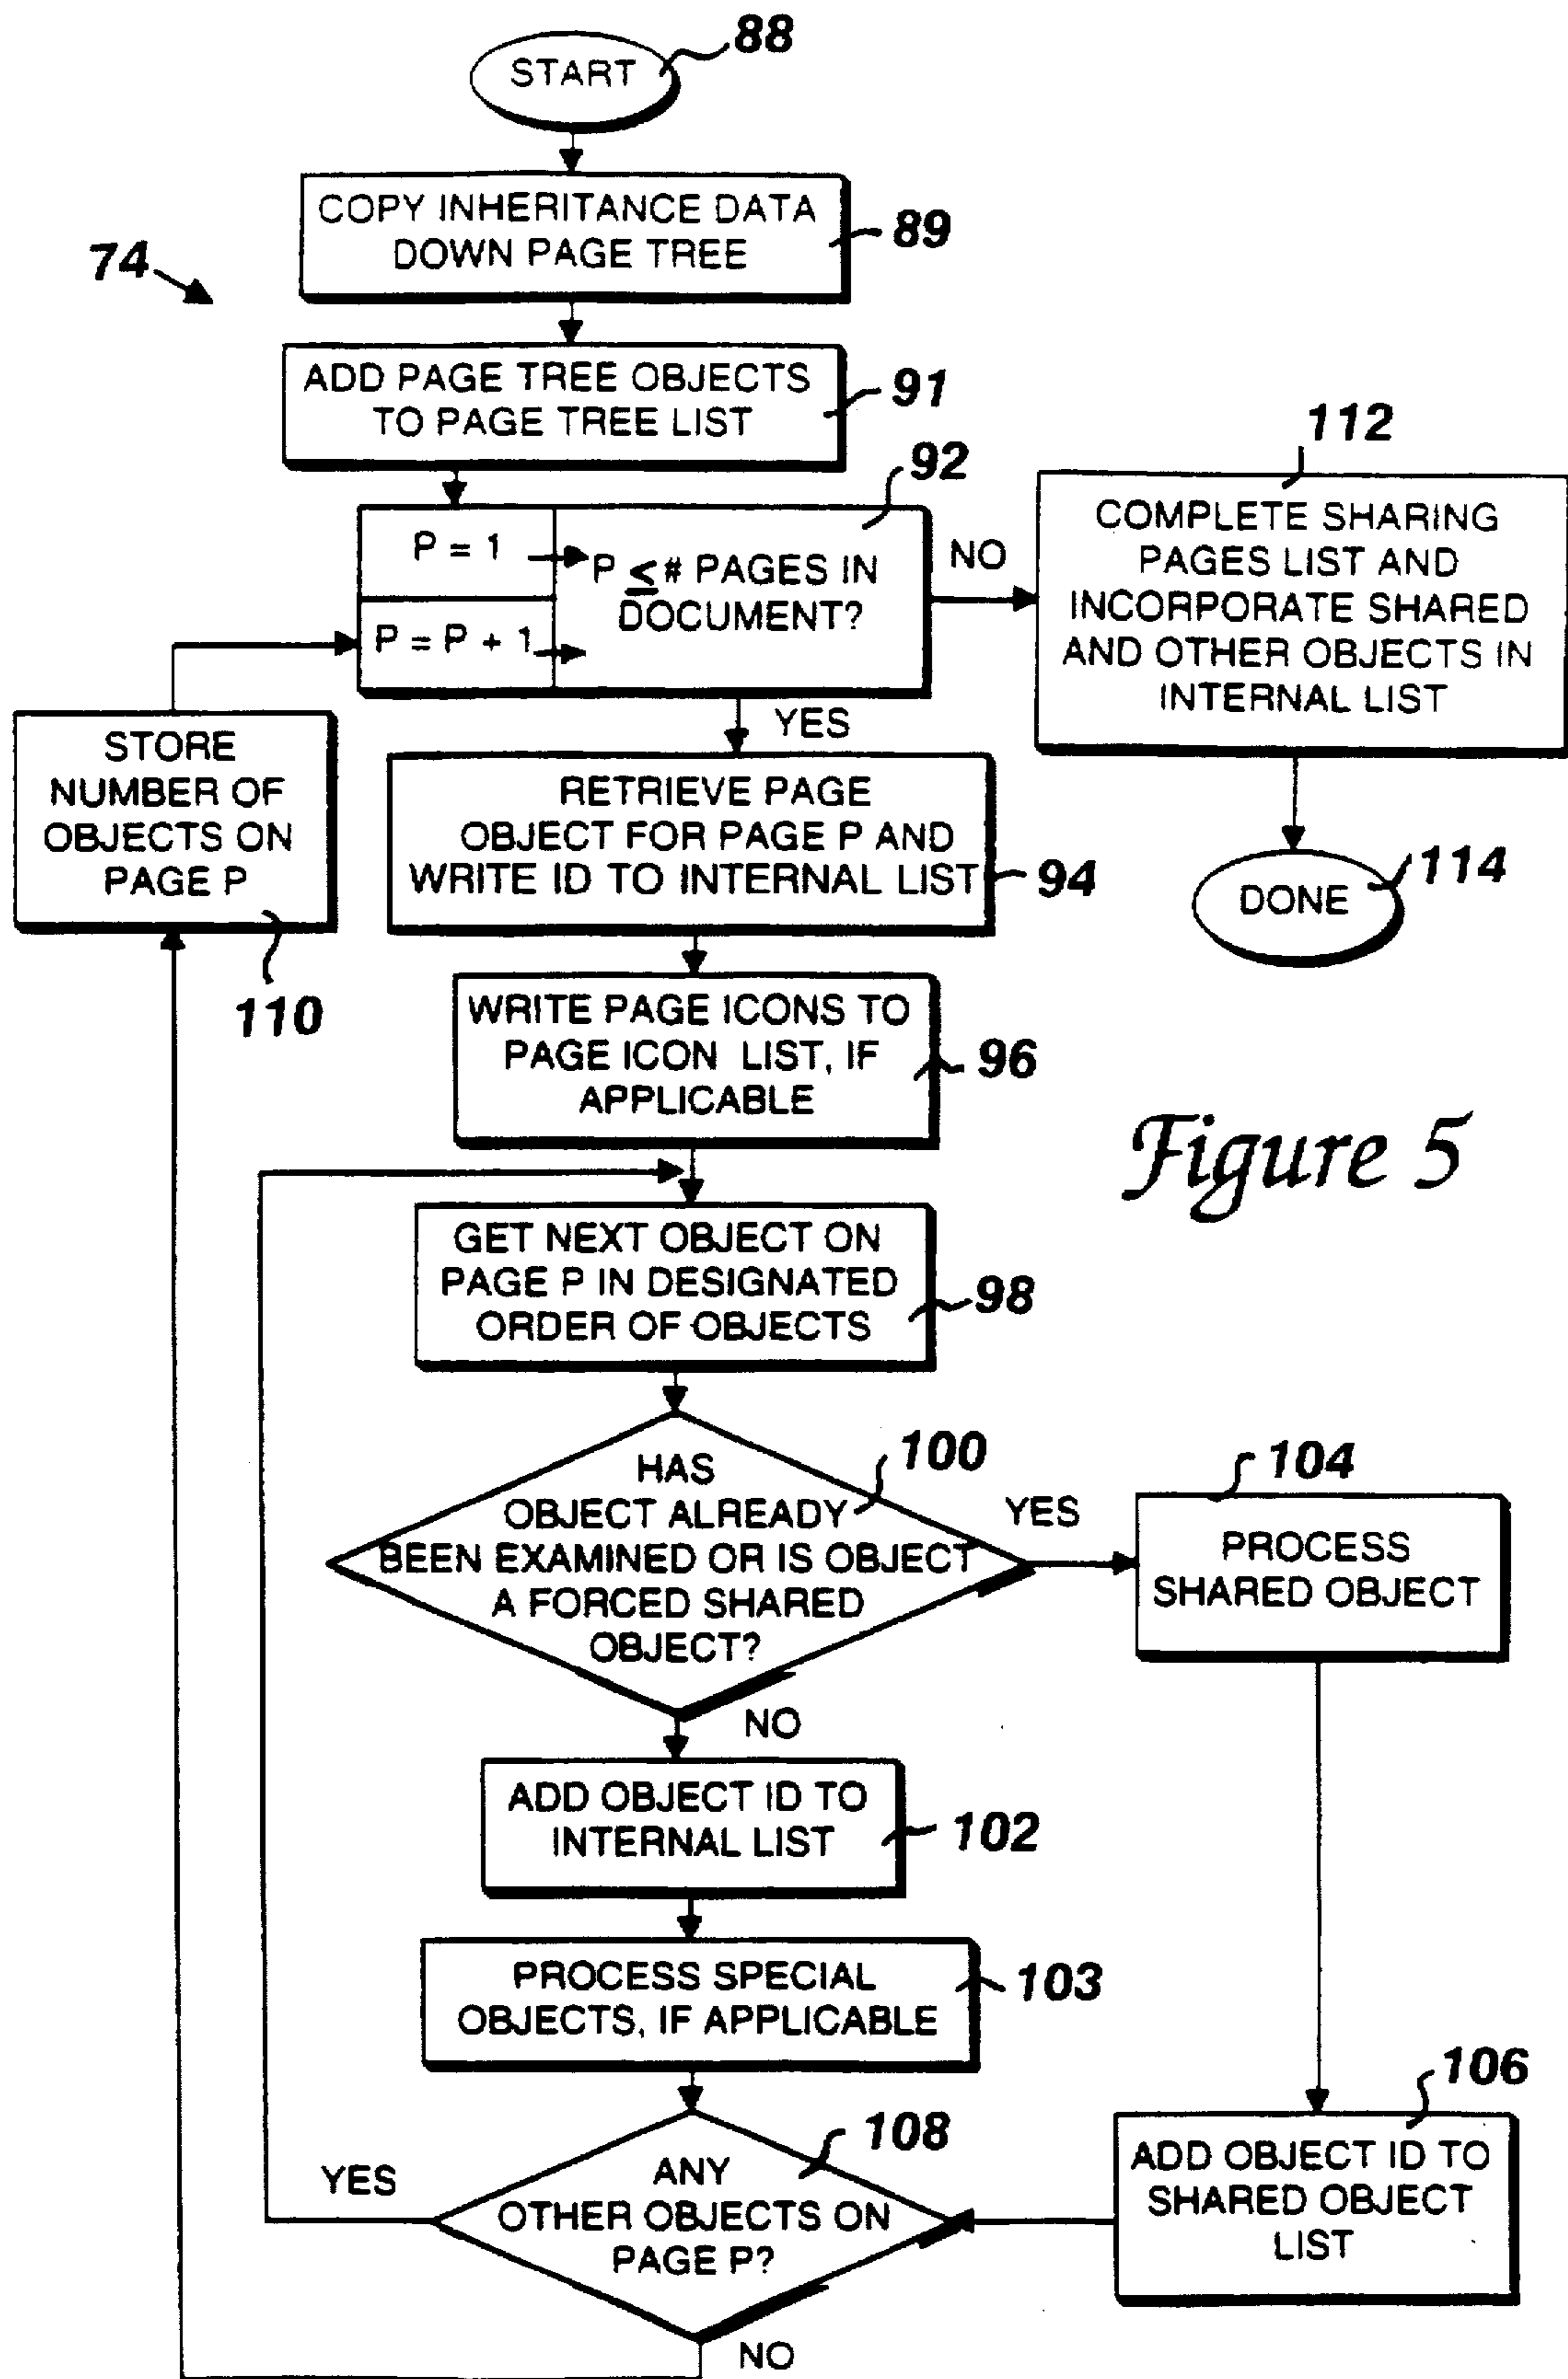 START
88
COPY INHERITANCE DATA
DOWN PAGE TREE
89
74
ADD PAGE TREE OBJECTS
TO PAGE TREE LIST
91
92
P = 1
P = P + 1
P ≤ # PAGES IN
DOCUMENT?
NO
YES
112
COMPLETE SHARING
PAGES LIST AND
INCORPORATE SHARED
AND OTHER OBJECTS IN
INTERNAL LIST
DONE
114
STORE
NUMBER OF
OBJECTS ON
PAGE P
110
RETRIEVE PAGE
OBJECT FOR PAGE P AND
WRITE ID TO INTERNAL LIST
94
WRITE PAGE ICONS TO
PAGE ICON LIST, IF
APPLICABLE
96
Figure 5
GET NEXT OBJECT ON
PAGE P IN DESIGNATED
ORDER OF OBJECTS
98
HAS
OBJECT ALREADY
BEEN EXAMINED OR IS OBJECT
A FORCED SHARED
OBJECT?
100
YES
NO
104
PROCESS
SHARED OBJECT
ADD OBJECT ID TO
INTERNAL LIST
102
PROCESS SPECIAL
OBJECTS, IF APPLICABLE
103
106
ADD OBJECT ID TO
SHARED OBJECT
LIST
108
ANY
OTHER OBJECTS ON
PAGE P?
YES
NO